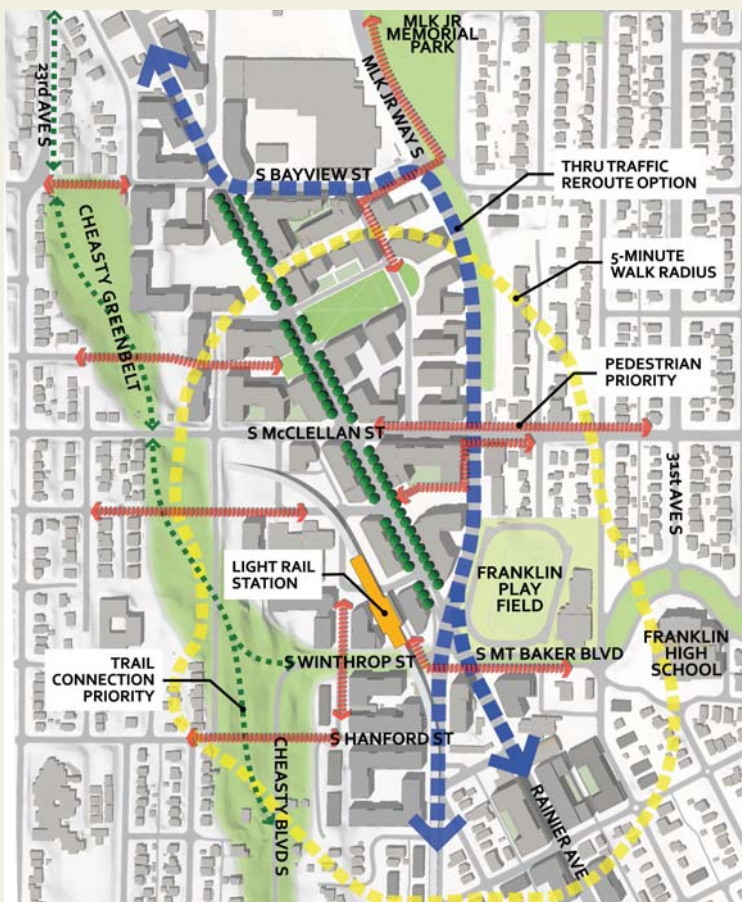 MLK JR
MEMORIAL
PARK
23rd AVE S
MLK JR WAY S
S BAYVIEW ST
THRU TRAFFIC
REROUTE OPTION
CHEASTY GREENBELT
5-MINUTE
WALK RADIUS
PEDESTRIAN
PRIORITY
S McCLELLAN ST
31st AVE S
LIGHT RAIL
STATION
FRANKLIN
PLAY
FIELD
FRANKLIN
HIGH
SCHOOL
S WINTHROP ST
S MT BAKER BLVD
TRAIL
CONNECTION
PRIORITY
S HANFORD ST
CHEASTY BLVD S
RAINIER AVE